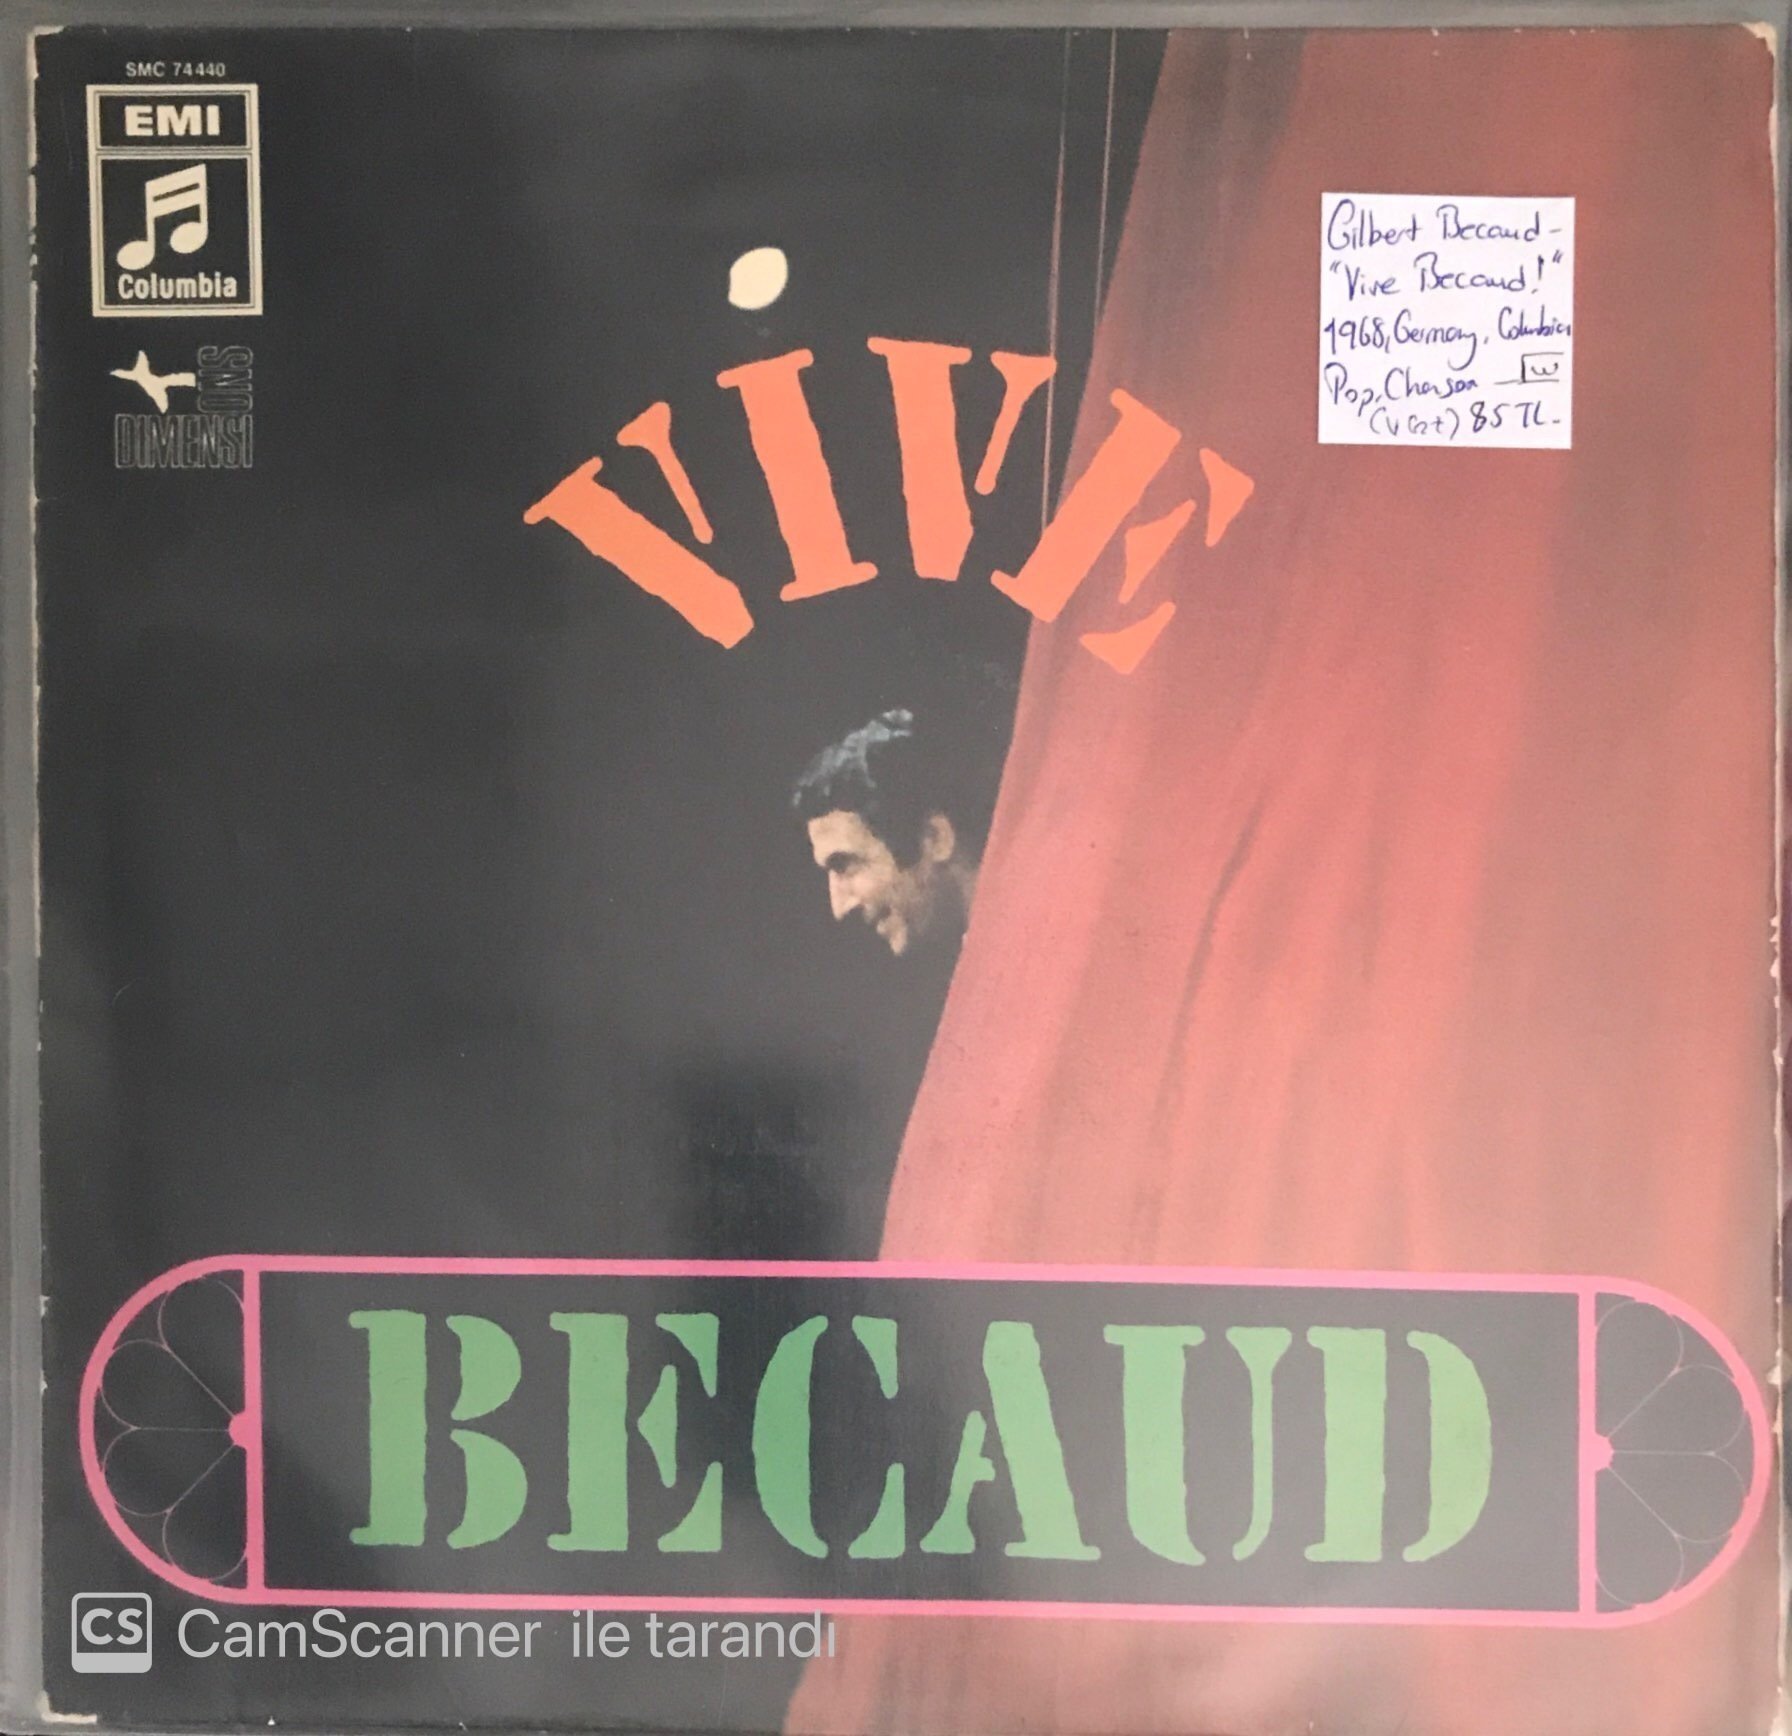 SMC 74440
EMI
Columbia
DIMENSIONS
VIVE
Gilbert Becaud -
"Vive Becaud!"
1968, Germany, Columbia
Pop, Chanson
85 TL.
BECAUD
CS CamScanner ile tarandı